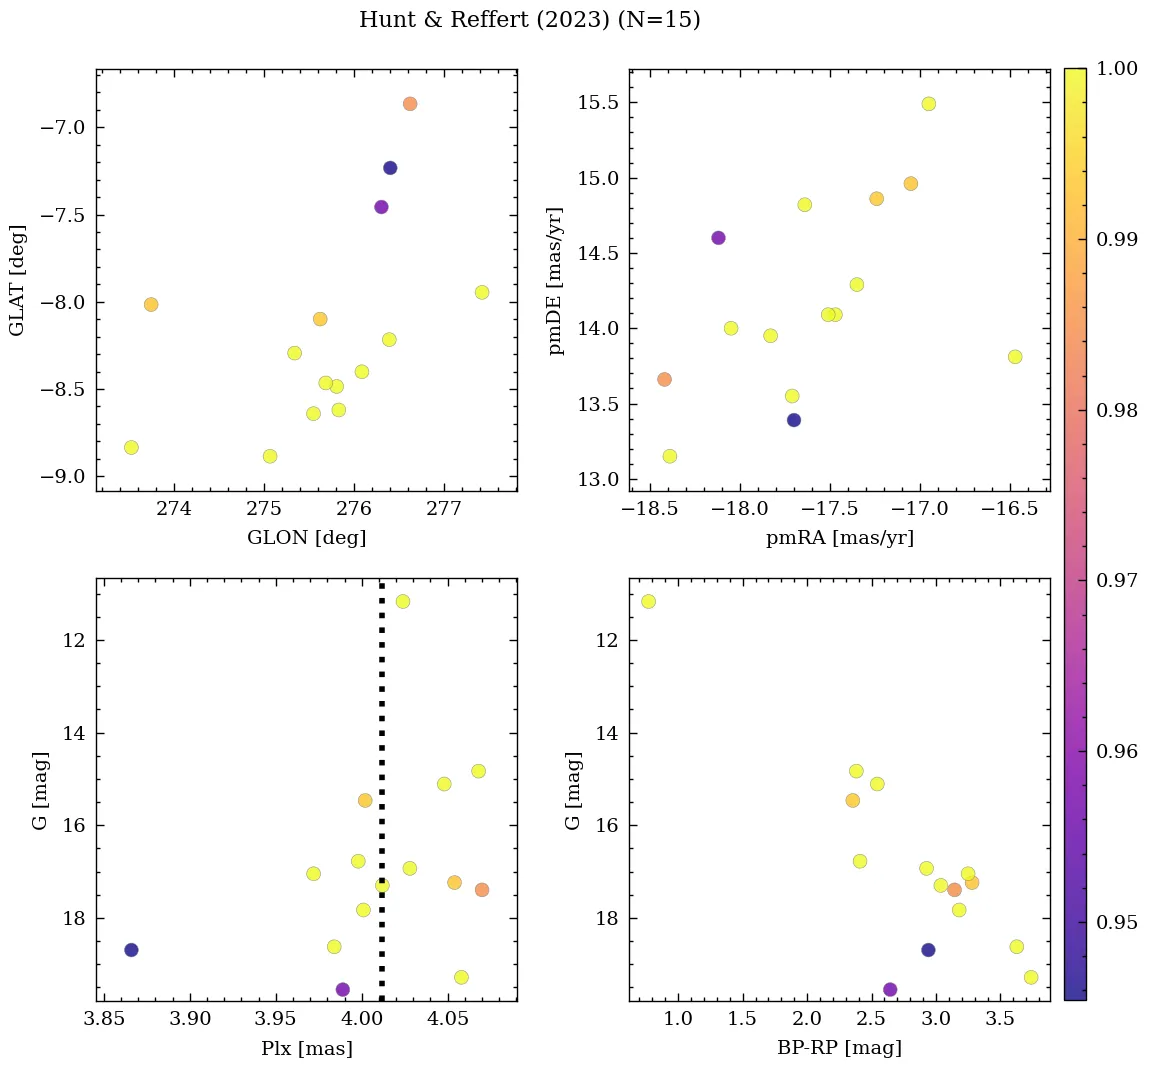 Hunt & Reffert (2023) (N=15)
−7.0
−7.5
−8.0
−8.5
−9.0
GLAT [deg]
274 275 276 277
GLON [deg]
15.5
15.0
14.5
14.0
13.5
13.0
pmDE [mas/yr]
−18.5 −18.0 −17.5 −17.0 −16.5
pmRA [mas/yr]
12
14
16
18
G [mag]
3.85 3.90 3.95 4.00 4.05
Plx [mas]
12
14
16
18
G [mag]
1.0 1.5 2.0 2.5 3.0 3.5
BP-RP [mag]
1.00
0.99
0.98
0.97
0.96
0.95